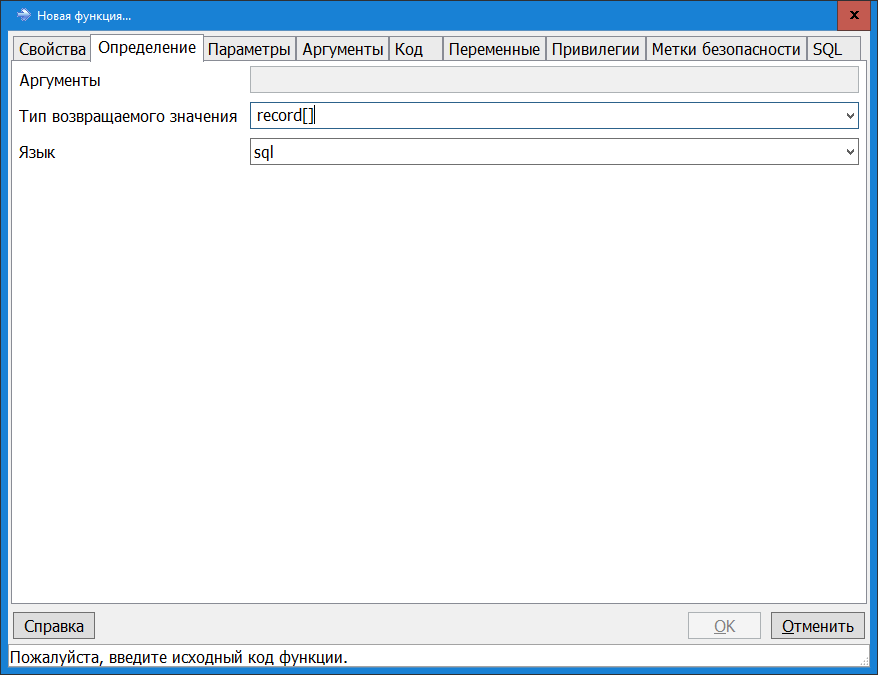 Новая функция...
Свойства Определение Параметры Аргументы Код Переменные Привилегии Метки безопасности SQL
Аргументы
Тип возвращаемого значения record[]
Язык sql
Справка OK Отменить
Пожалуйста, введите исходный код функции.